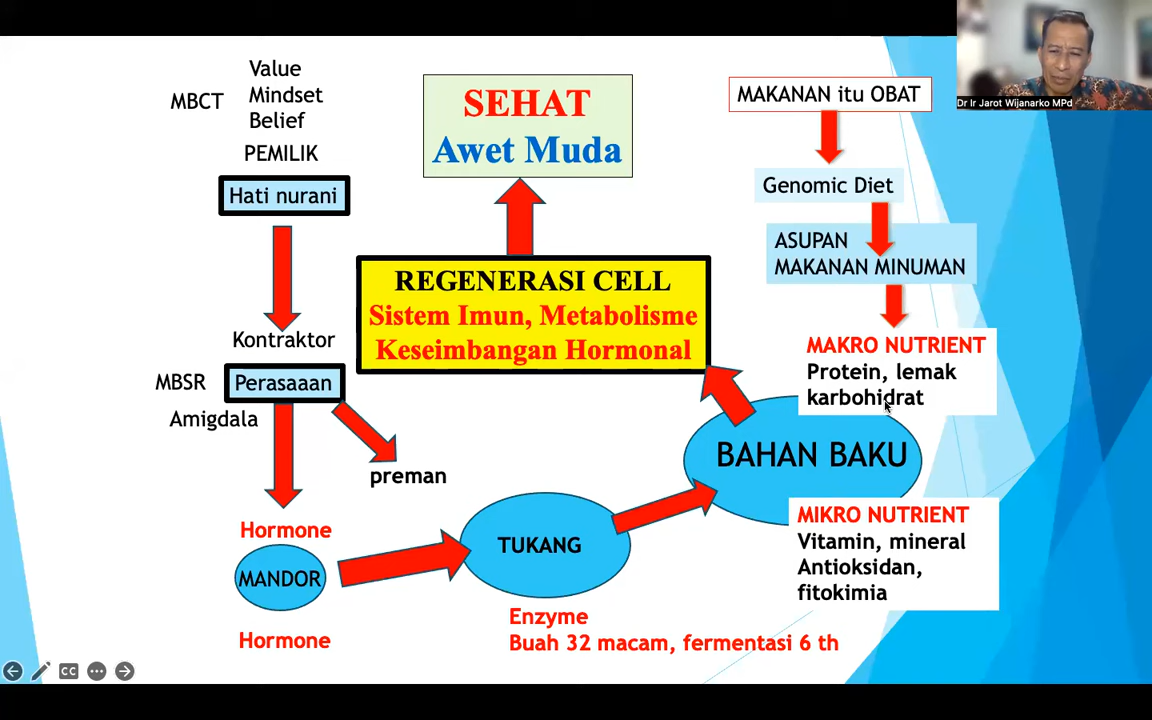 Value
MBCT
Mindset
Belief
PEMILIK
Hati nurani
Kontraktor
MBSR
Perasaaan
Amigdala
preman
Hormone
MANDOR
Hormone
SEHAT
Awet Muda
REGENERASI CELL
Sistem Imun, Metabolisme
Keseimbangan Hormonal
TUKANG
Enzyme
Buah 32 macam, fermentasi 6 th
MAKANAN itu OBAT
Genomic Diet
ASUPAN
MAKANAN MINUMAN
MAKRO NUTRIENT
Protein, lemak
karbohidrat
BAHAN BAKU
MIKRO NUTRIENT
Vitamin, mineral
Antioksidan,
fitokimia
Dr Ir Jarot Wijanarko MPd
CC